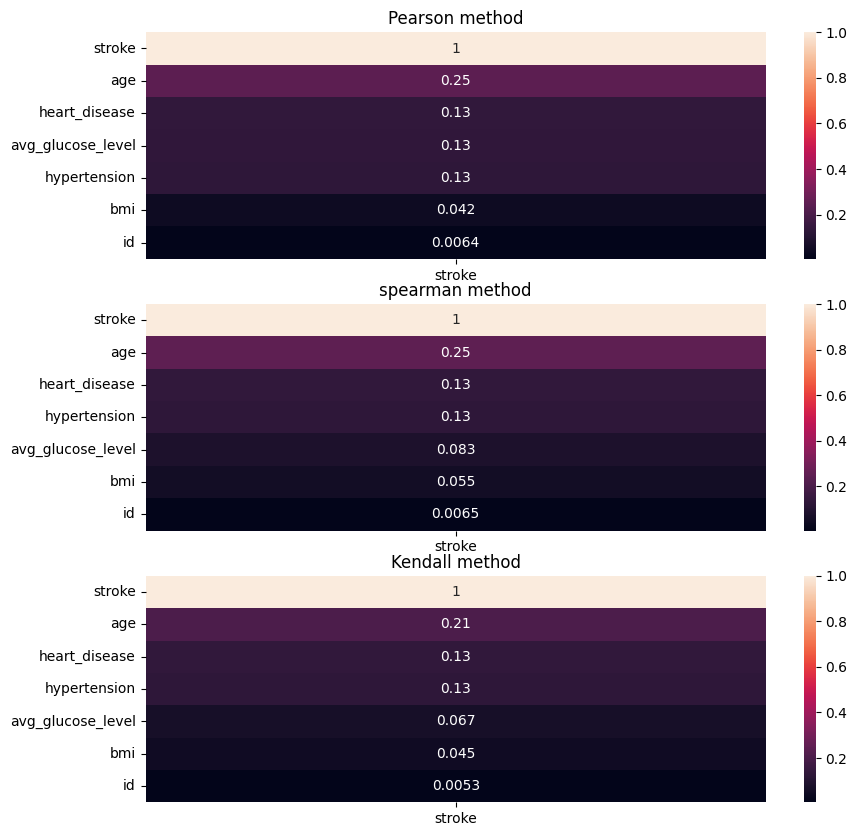 Pearson method
stroke 1
age 0.25
heart_disease 0.13
avg_glucose_level 0.13
hypertension 0.13
bmi 0.042
id 0.0064
stroke
1.0
0.8
0.6
0.4
0.2
spearman method
stroke 1
age 0.25
heart_disease 0.13
hypertension 0.13
avg_glucose_level 0.083
bmi 0.055
id 0.0065
stroke
1.0
0.8
0.6
0.4
0.2
Kendall method
stroke 1
age 0.21
heart_disease 0.13
hypertension 0.13
avg_glucose_level 0.067
bmi 0.045
id 0.0053
stroke
1.0
0.8
0.6
0.4
0.2